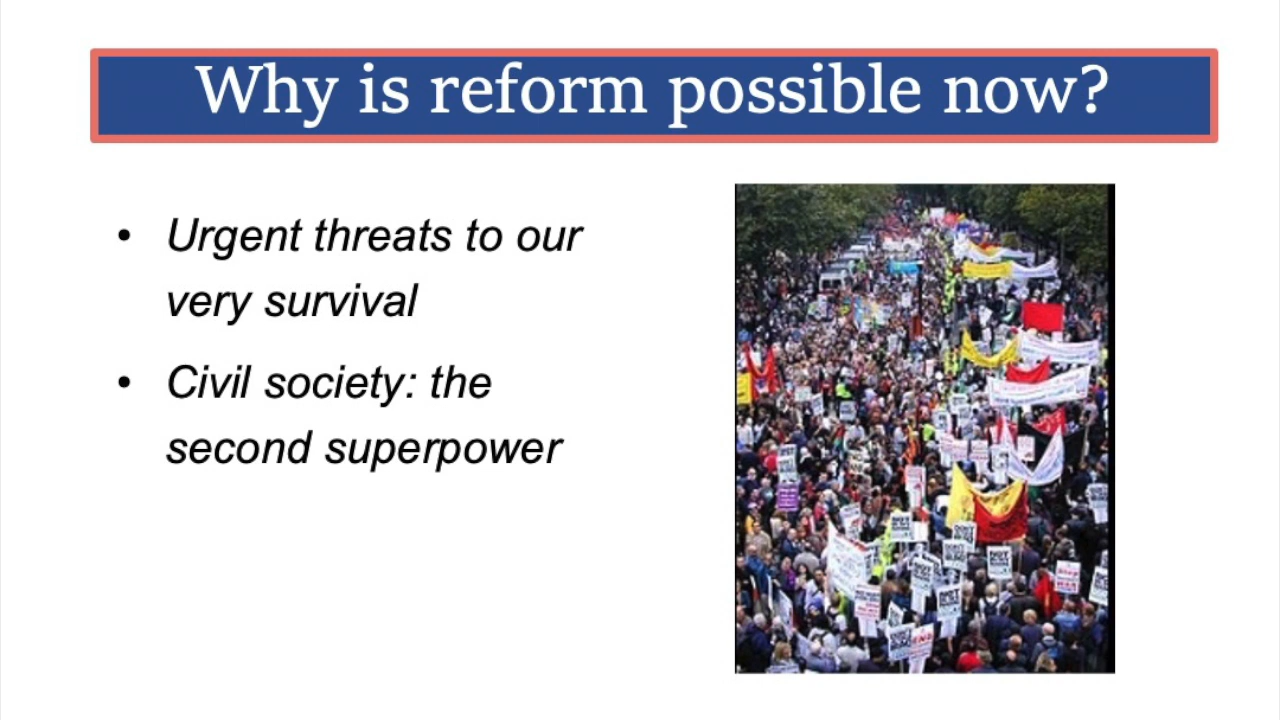 Why is reform possible now?
• Urgent threats to our
very survival
• Civil society: the
second superpower